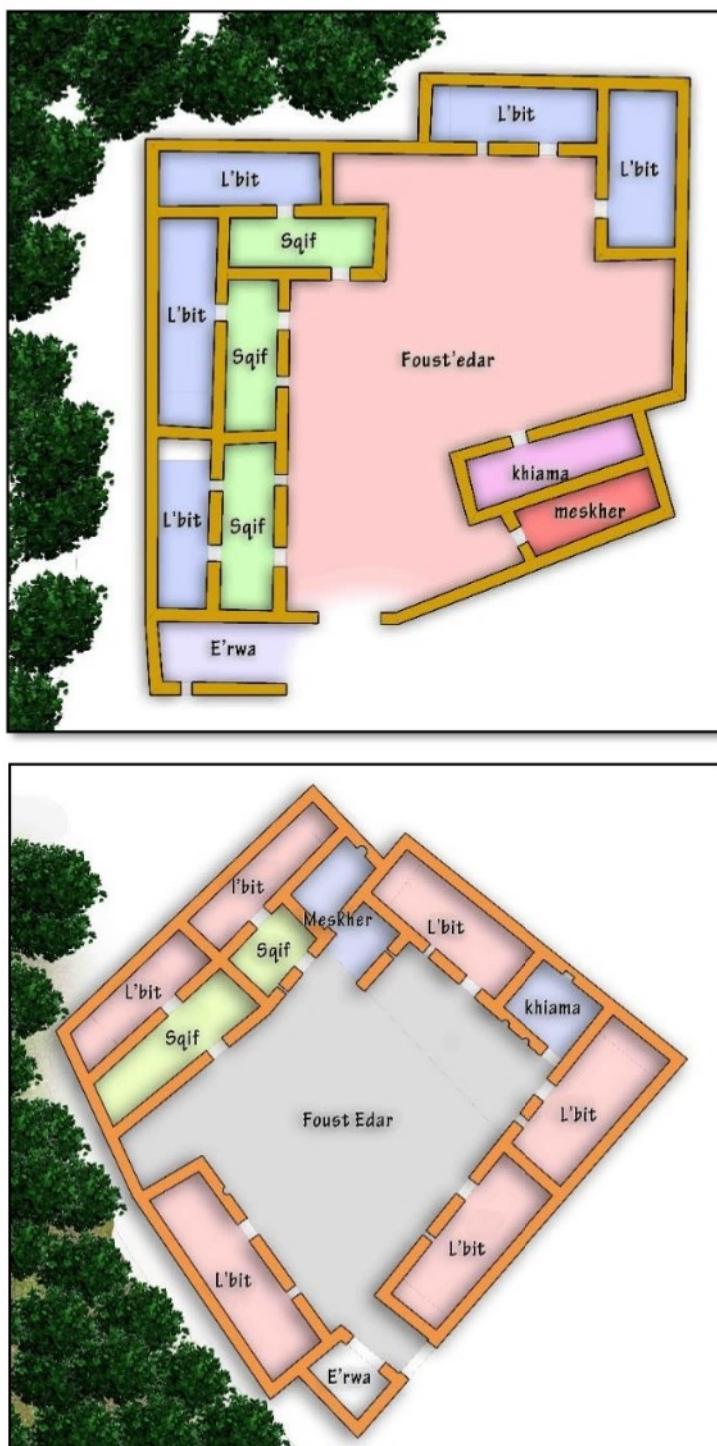 L'bit
L'bit
L'bit
Sqif
L'bit
Sqif
Foust'edar
khiama
meskher
L'bit
Sqif
E'rwa
l'bit
Meskher
L'bit
Sqif
L'bit
khiama
Sqif
Foust Edar
L'bit
L'bit
L'bit
E'rwa